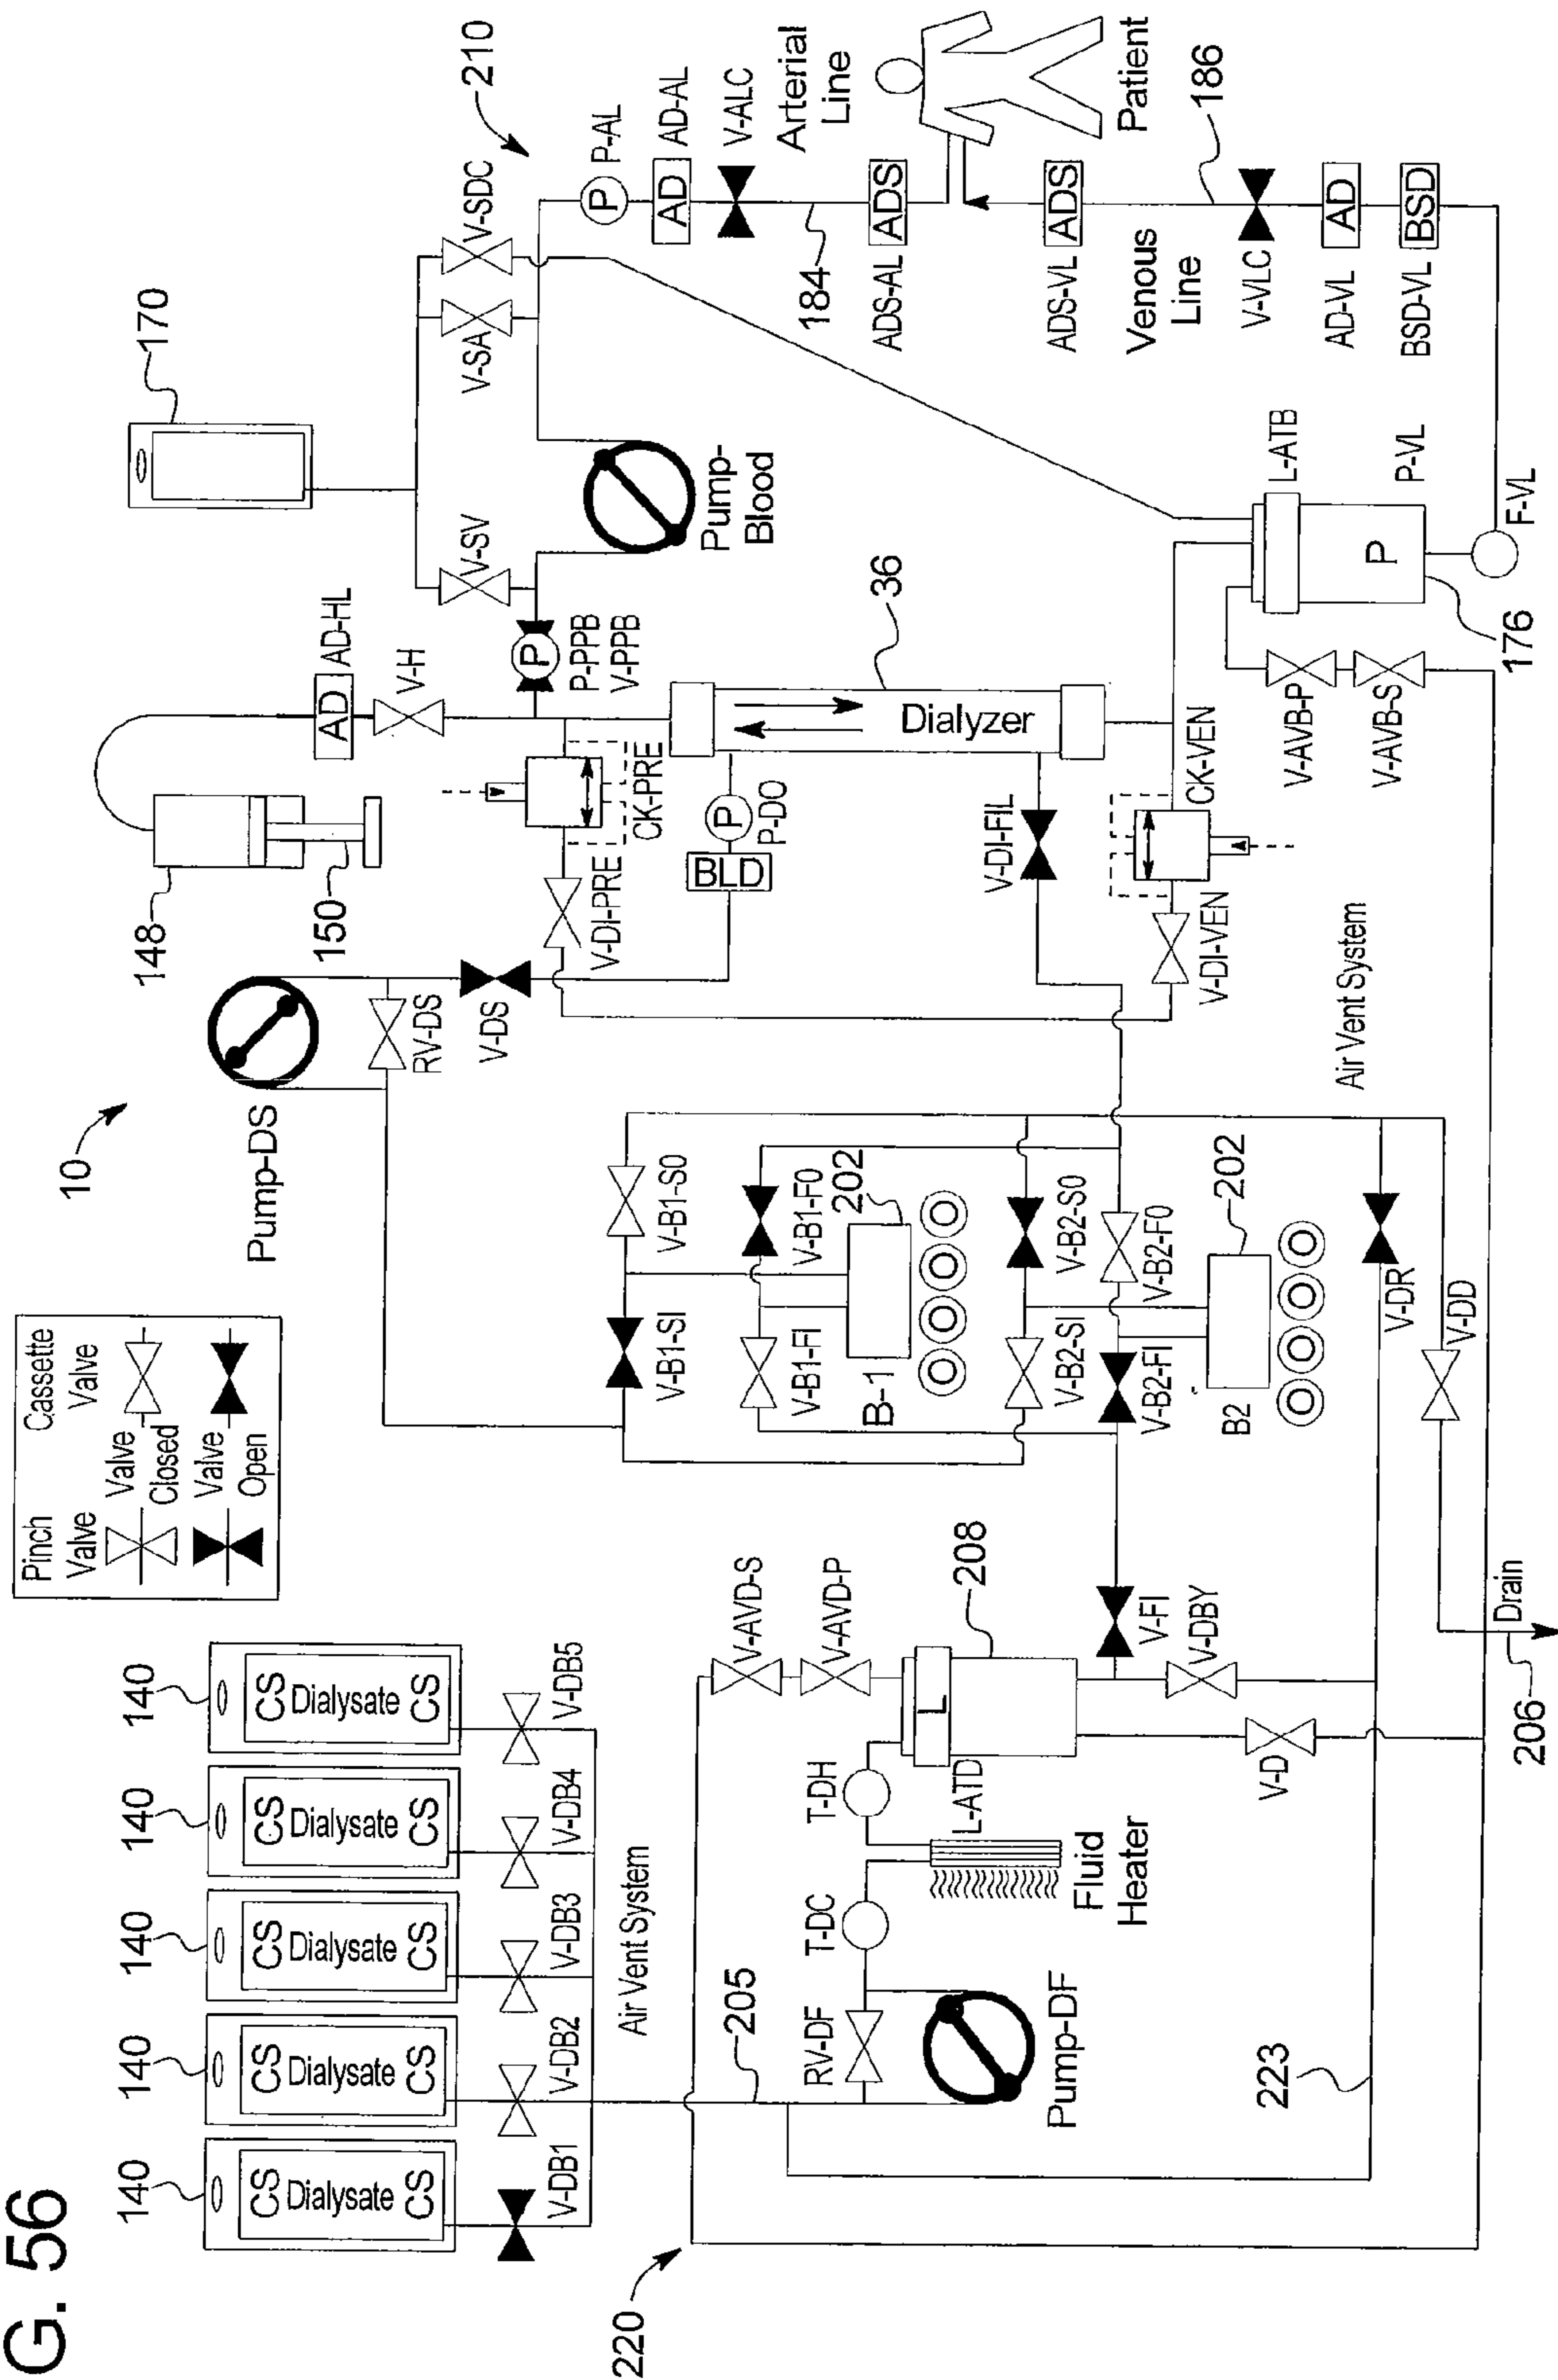 G. 56
10
Pinch Valve
Cassette Valve
Valve Closed
Valve Open
140
140
140
140
140
CS Dialysate CS
CS Dialysate CS
CS Dialysate CS
CS Dialysate CS
CS Dialysate CS
V-DB1
V-DB2
V-DB3
V-DB4
V-DB5
Air Vent System
220
205
RV-DF
Pump-DF
T-DC
T-DH
Fluid Heater
L-ATD
L
208
V-AVD-S
V-AVD-P
V-FI
V-DBY
V-D
223
206
Drain
V-DD
V-DR
Pump-DS
RV-DS
V-DS
V-B1-SI
V-B1-S0
V-B1-FI
V-B1-F0
B-1
202
V-B2-SI
V-B2-S0
V-B2-FI
V-B2-F0
B2
202
Air Vent System
148
150
AD
AD-HL
V-H
CK-PRE
V-DI-PRE
BLD
P
P-DO
V-DI-FIL
V-DI-VEN
CK-VEN
Dialyzer
36
P
P-PPB
V-PPB
170
V-SV
V-SA
V-SDC
Pump-Blood
210
P
P-AL
AD
AD-AL
V-ALC
Arterial Line
184
ADS
ADS-AL
Patient
ADS
ADS-VL
Venous Line
186
V-VLC
AD
AD-VL
BSD
BSD-VL
L-ATB
P
P-VL
F-VL
176
V-AVB-P
V-AVB-S